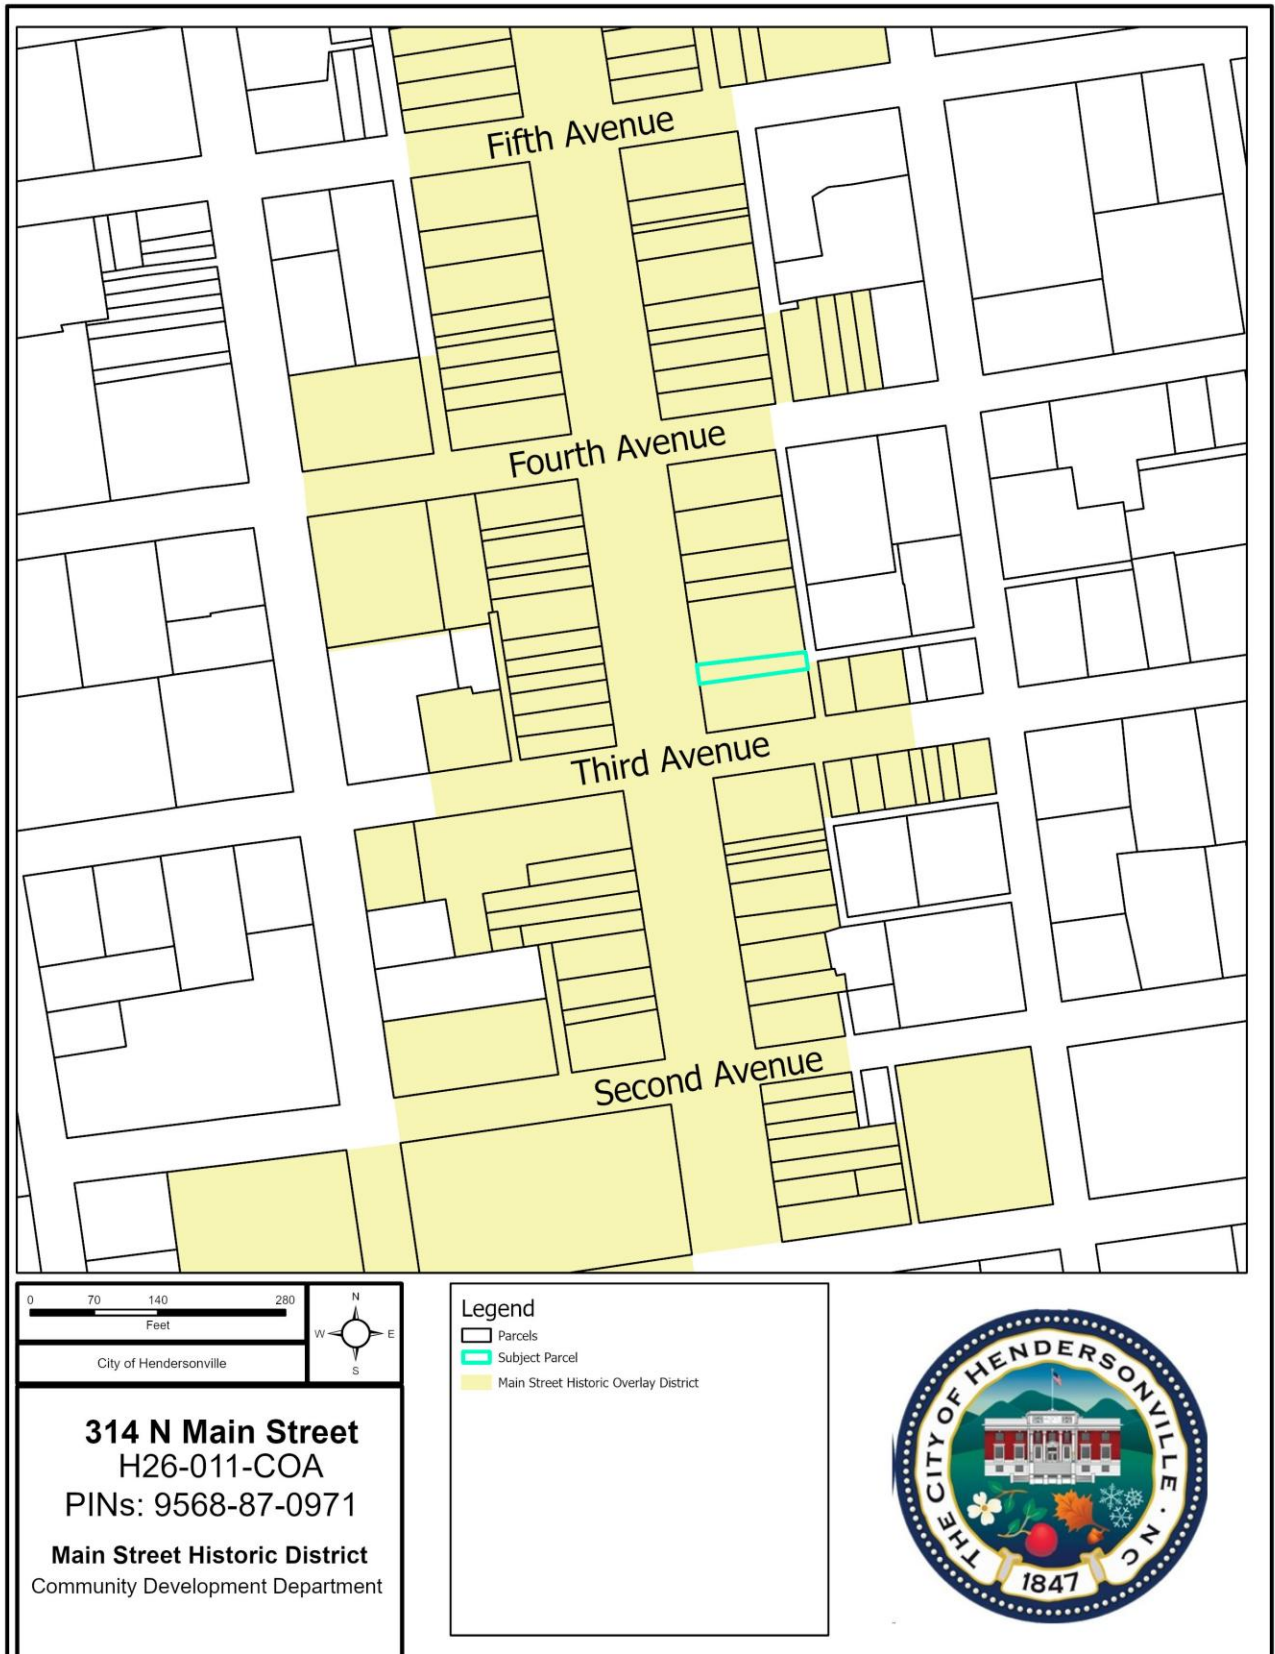 Fifth Avenue
Fourth Avenue
Third Avenue
Second Avenue
0 70 140 280
Feet
City of Hendersonville
N
W E
S
314 N Main Street
H26-011-COA
PINs: 9568-87-0971
Main Street Historic District
Community Development Department
Legend
Parcels
Subject Parcel
Main Street Historic Overlay District
THE CITY OF HENDERSONVILLE · NC
1847